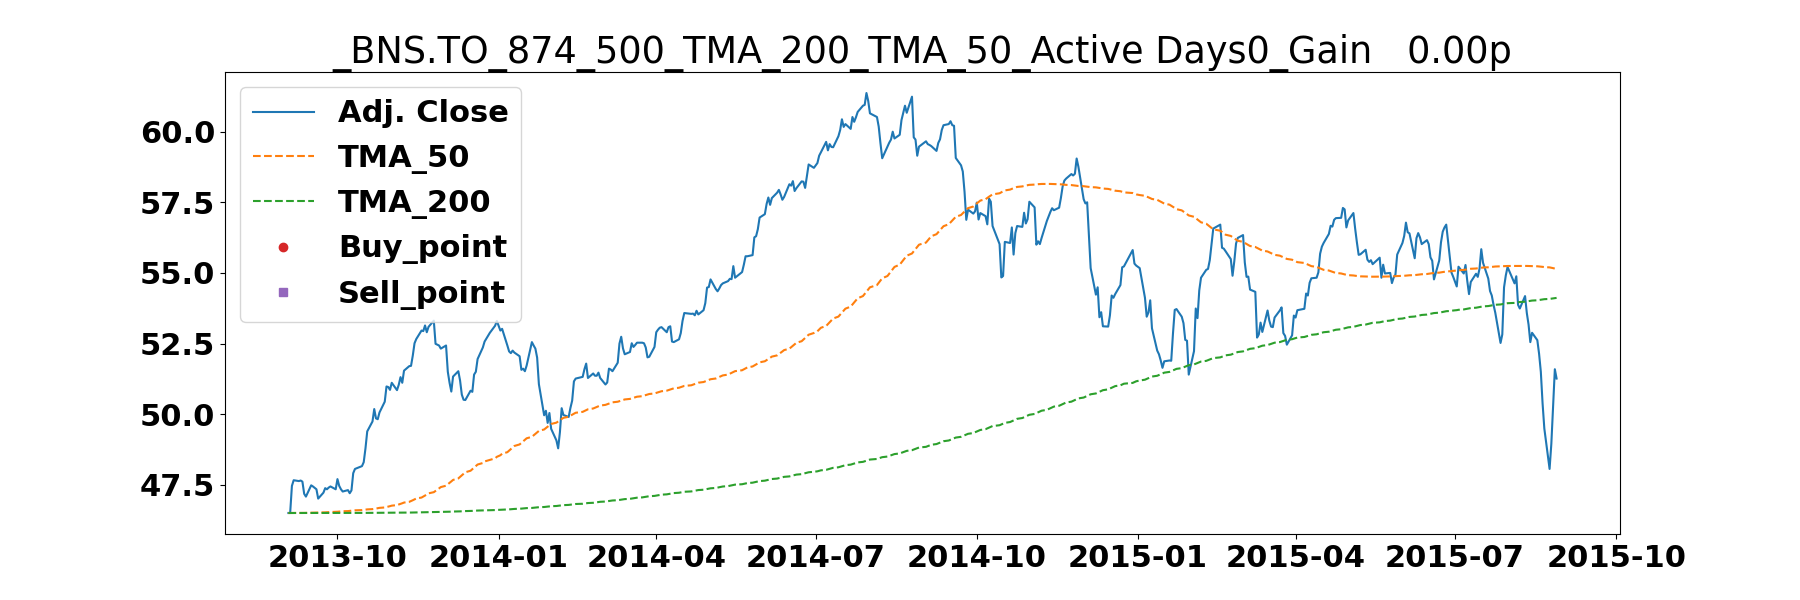 _BNS.TO_874_500_TMA_200_TMA_50_Active Days0_Gain   0.00p
Adj. Close
TMA_50
TMA_200
Buy_point
Sell_point
60.0
57.5
55.0
52.5
50.0
47.5
2013-10 2014-01 2014-04 2014-07 2014-10 2015-01 2015-04 2015-07 2015-10